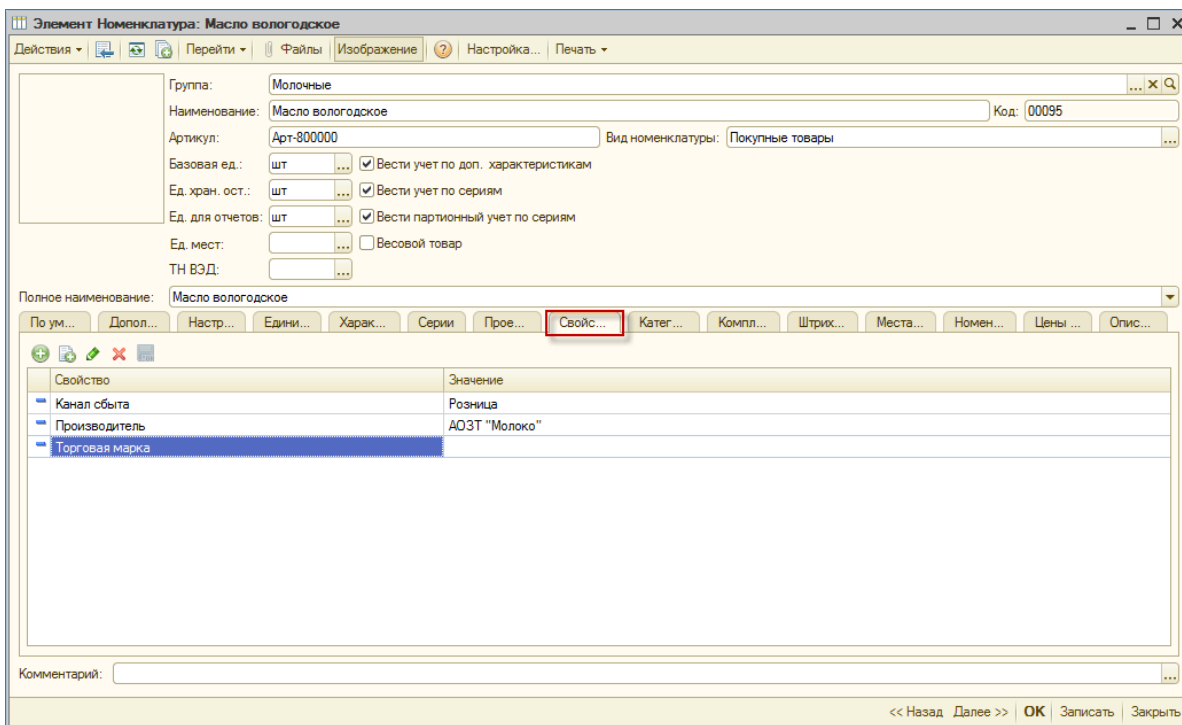 Элемент Номенклатура: Масло вологодское
Действия Перейти Файлы Изображение Настройка... Печать
Группа: Молочные
Наименование: Масло вологодское Код: 00095
Артикул: Арт-800000 Вид номенклатуры: Покупные товары
Базовая ед.: шт ... Вести учет по доп. характеристикам
Ед. хран. ост.: шт ... Вести учет по сериям
Ед. для отчетов: шт ... Вести партионный учет по сериям
Ед. мест: ... Весовой товар
ТН ВЭД: ...
Полное наименование: Масло вологодское
По ум... Допол... Настр... Едини... Харак... Серии Прое... Свойс... Катег... Компл... Штрих... Места... Номен... Цены ... Опис...
Свойство Значение
Канал сбыта Розница
Производитель АОЗТ "Молоко"
Торговая марка
Комментарий: ...
<< Назад Далее >> OK Записать Закрыть